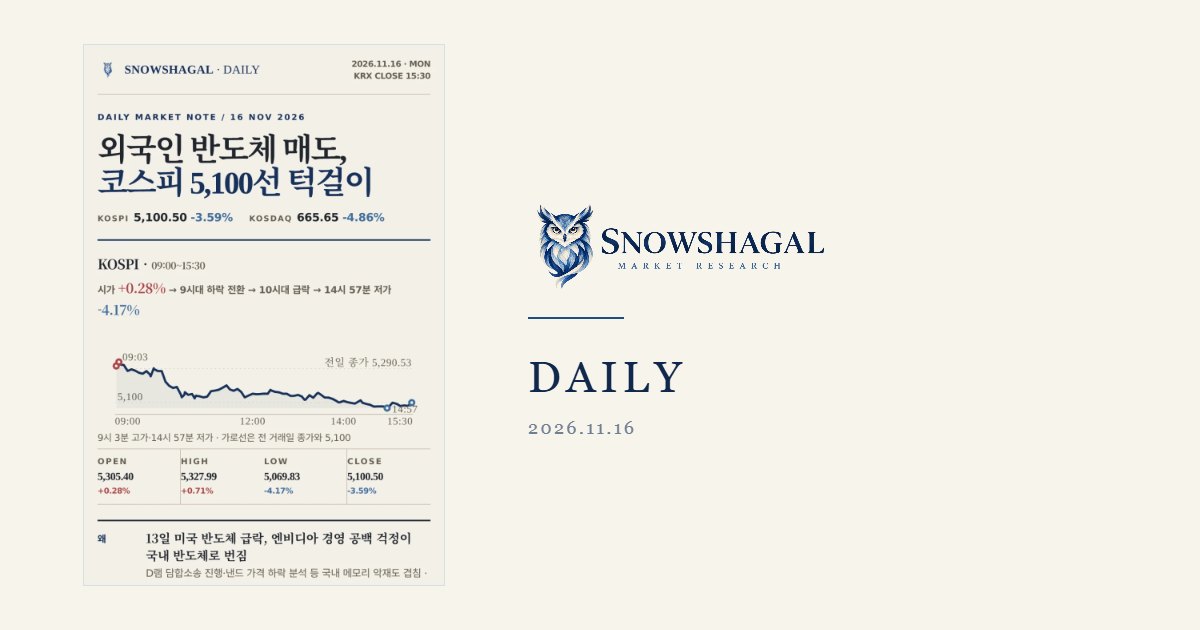 SNOWSHAGAL · DAILY
2026.11.16 · MON
KRX CLOSE 15:30
DAILY MARKET NOTE / 16 NOV 2026
외국인 반도체 매도,
코스피 5,100선 턱걸이
KOSPI 5,100.50 -3.59% KOSDAQ 665.65 -4.86%
KOSPI · 09:00~15:30
시가 +0.28% → 9시대 하락 전환 → 10시대 급락 → 14시 57분 저가
-4.17%
09:03
전일 종가 5,290.53
5,100
14:57
09:00 12:00 14:00 15:30
9시 3분 고가·14시 57분 저가 · 가로선은 전 거래일 종가와 5,100
OPEN HIGH LOW CLOSE
5,305.40 5,327.99 5,069.83 5,100.50
+0.28% +0.71% -4.17% -3.59%
왜 13일 미국 반도체 급락, 엔비디아 경영 공백 걱정이
국내 반도체로 번짐
D램 담합소송 진행·낸드 가격 하락 분석 등 국내 메모리 악재도 겹침 ·
SNOWSHAGAL
MARKET RESEARCH
DAILY
2026.11.16